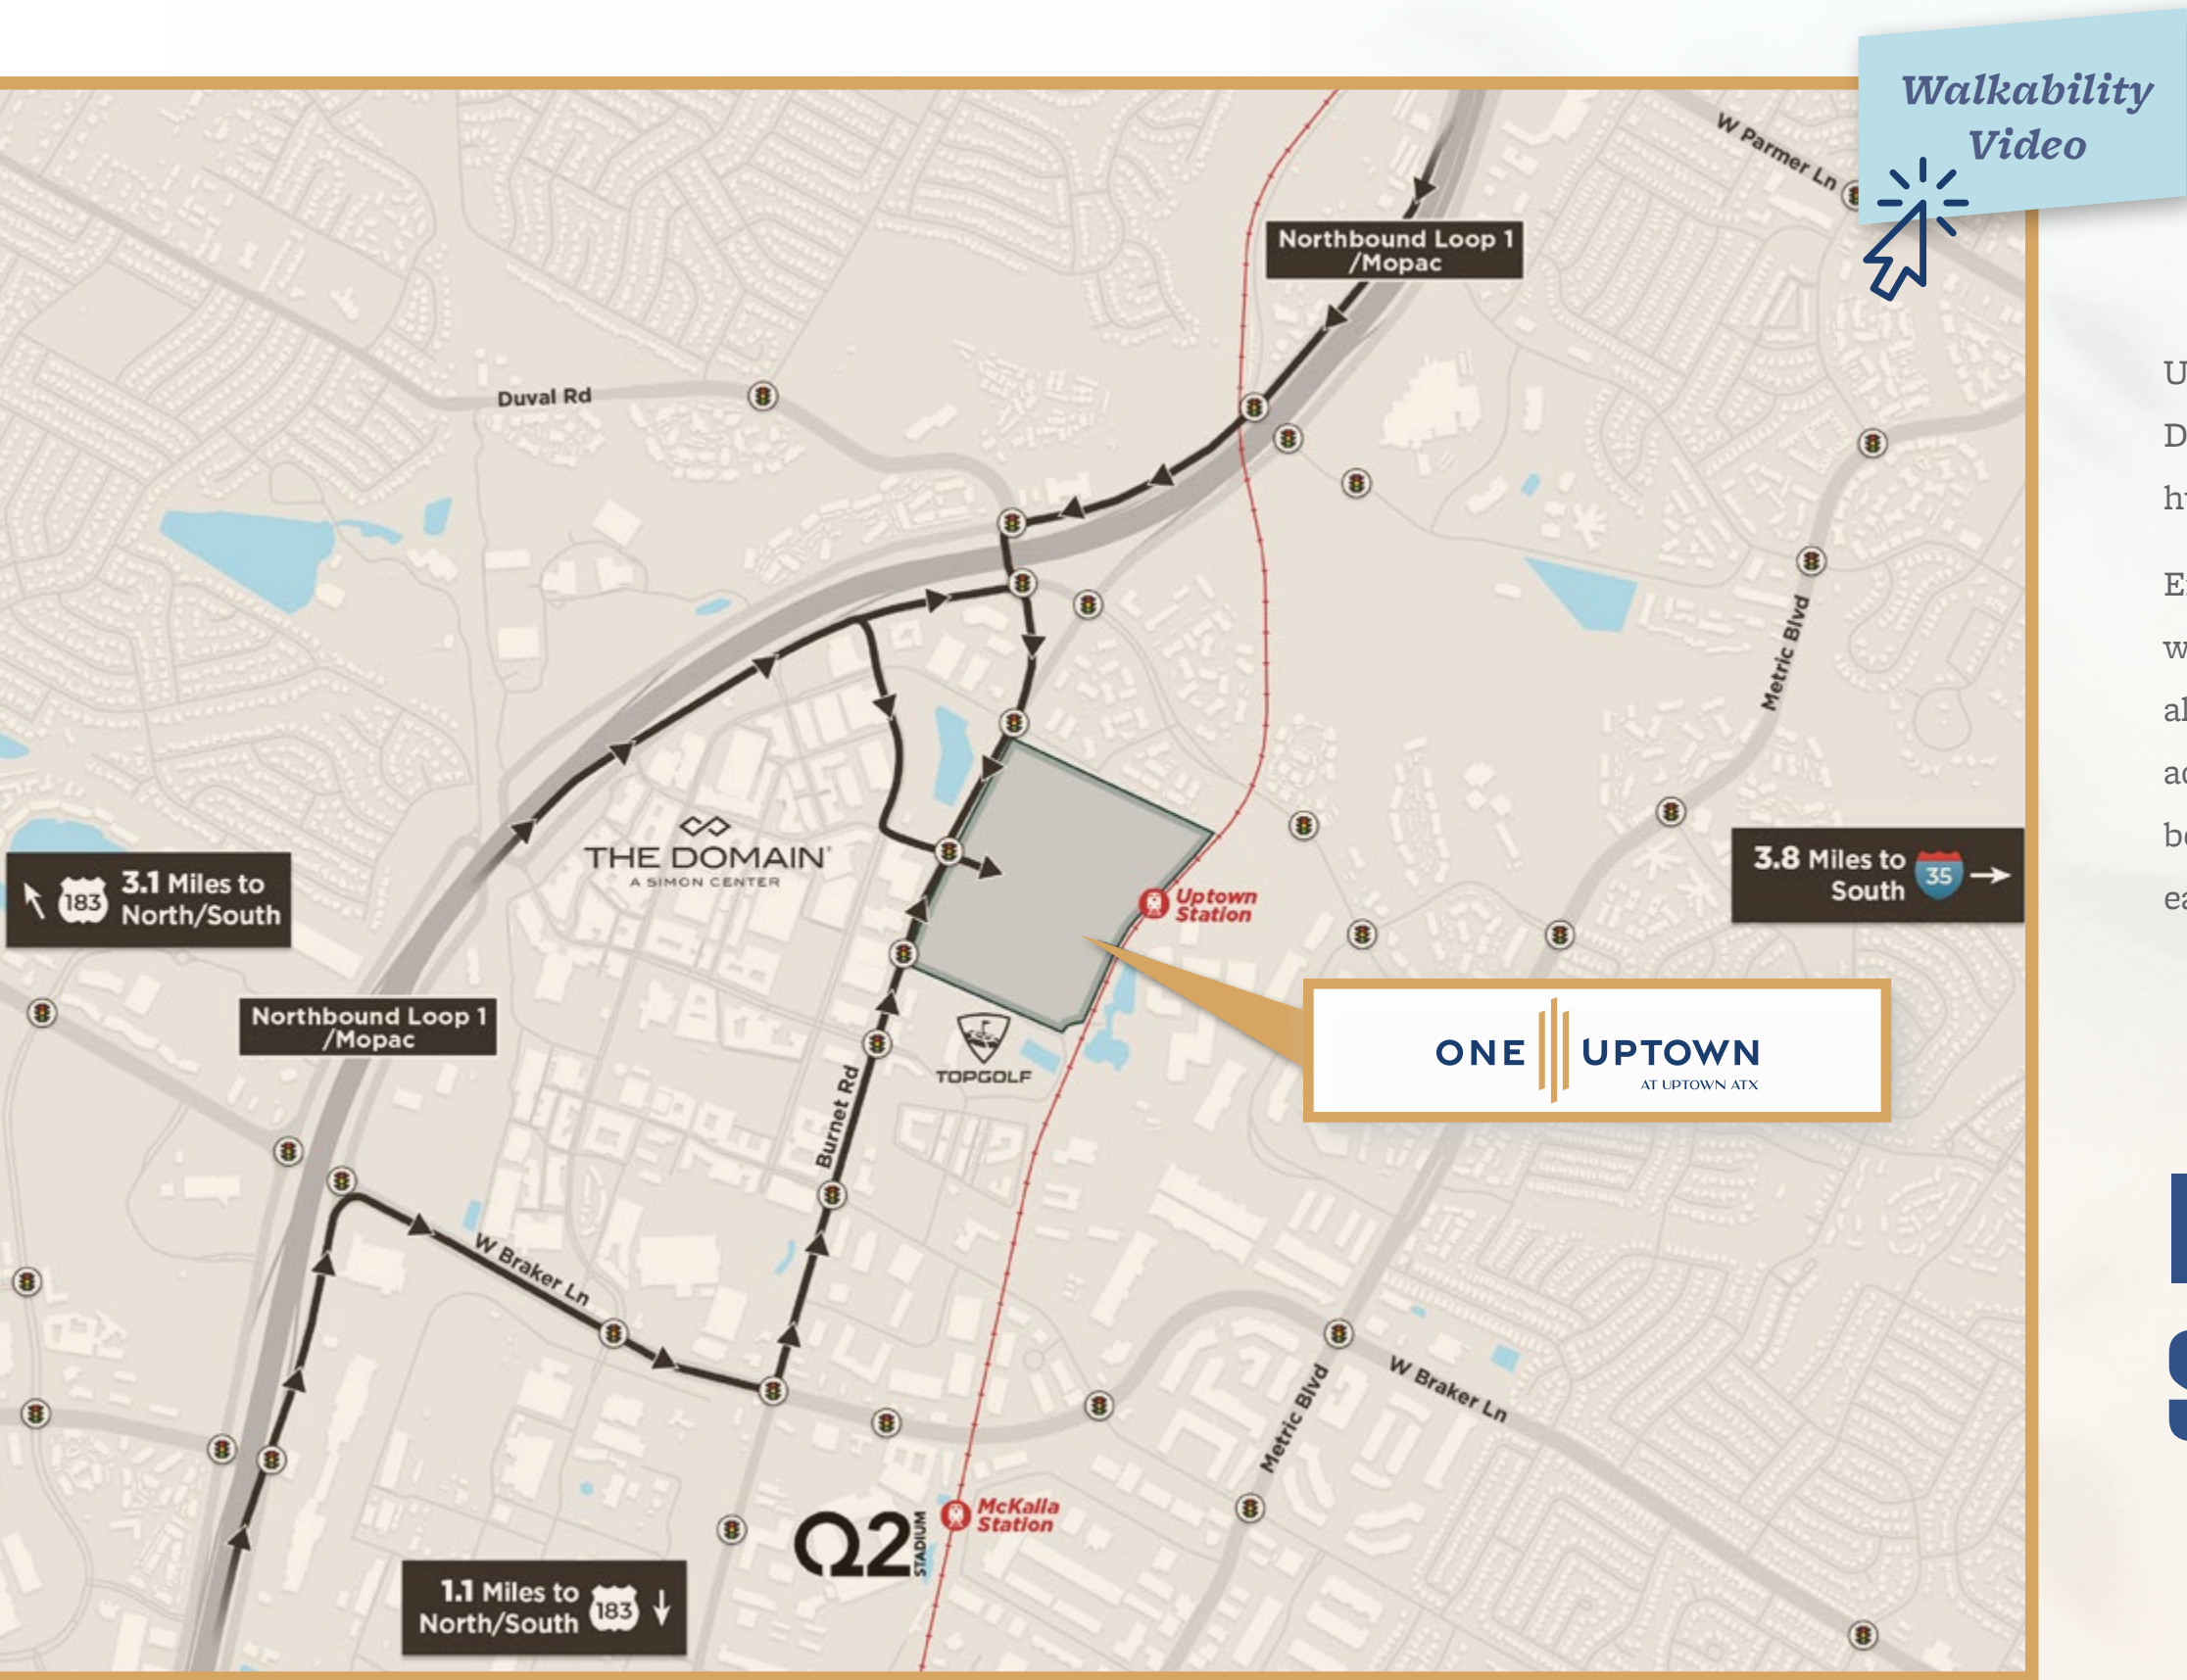 Walkability
Video
W Parmer Ln
Northbound Loop 1
/Mopac
Duval Rd
Metric Blvd
THE DOMAIN
A SIMON CENTER
3.8 Miles to
South
35
183
3.1 Miles to
North/South
Uptown
Station
Northbound Loop 1
/Mopac
ONE UPTOWN
AT UPTOWN ATX
TOPGOLF
Burnet Rd
W Braker Ln
Metric Blvd
W Braker Ln
Q2
STADIUM
McKalla
Station
1.1 Miles to
North/South
183